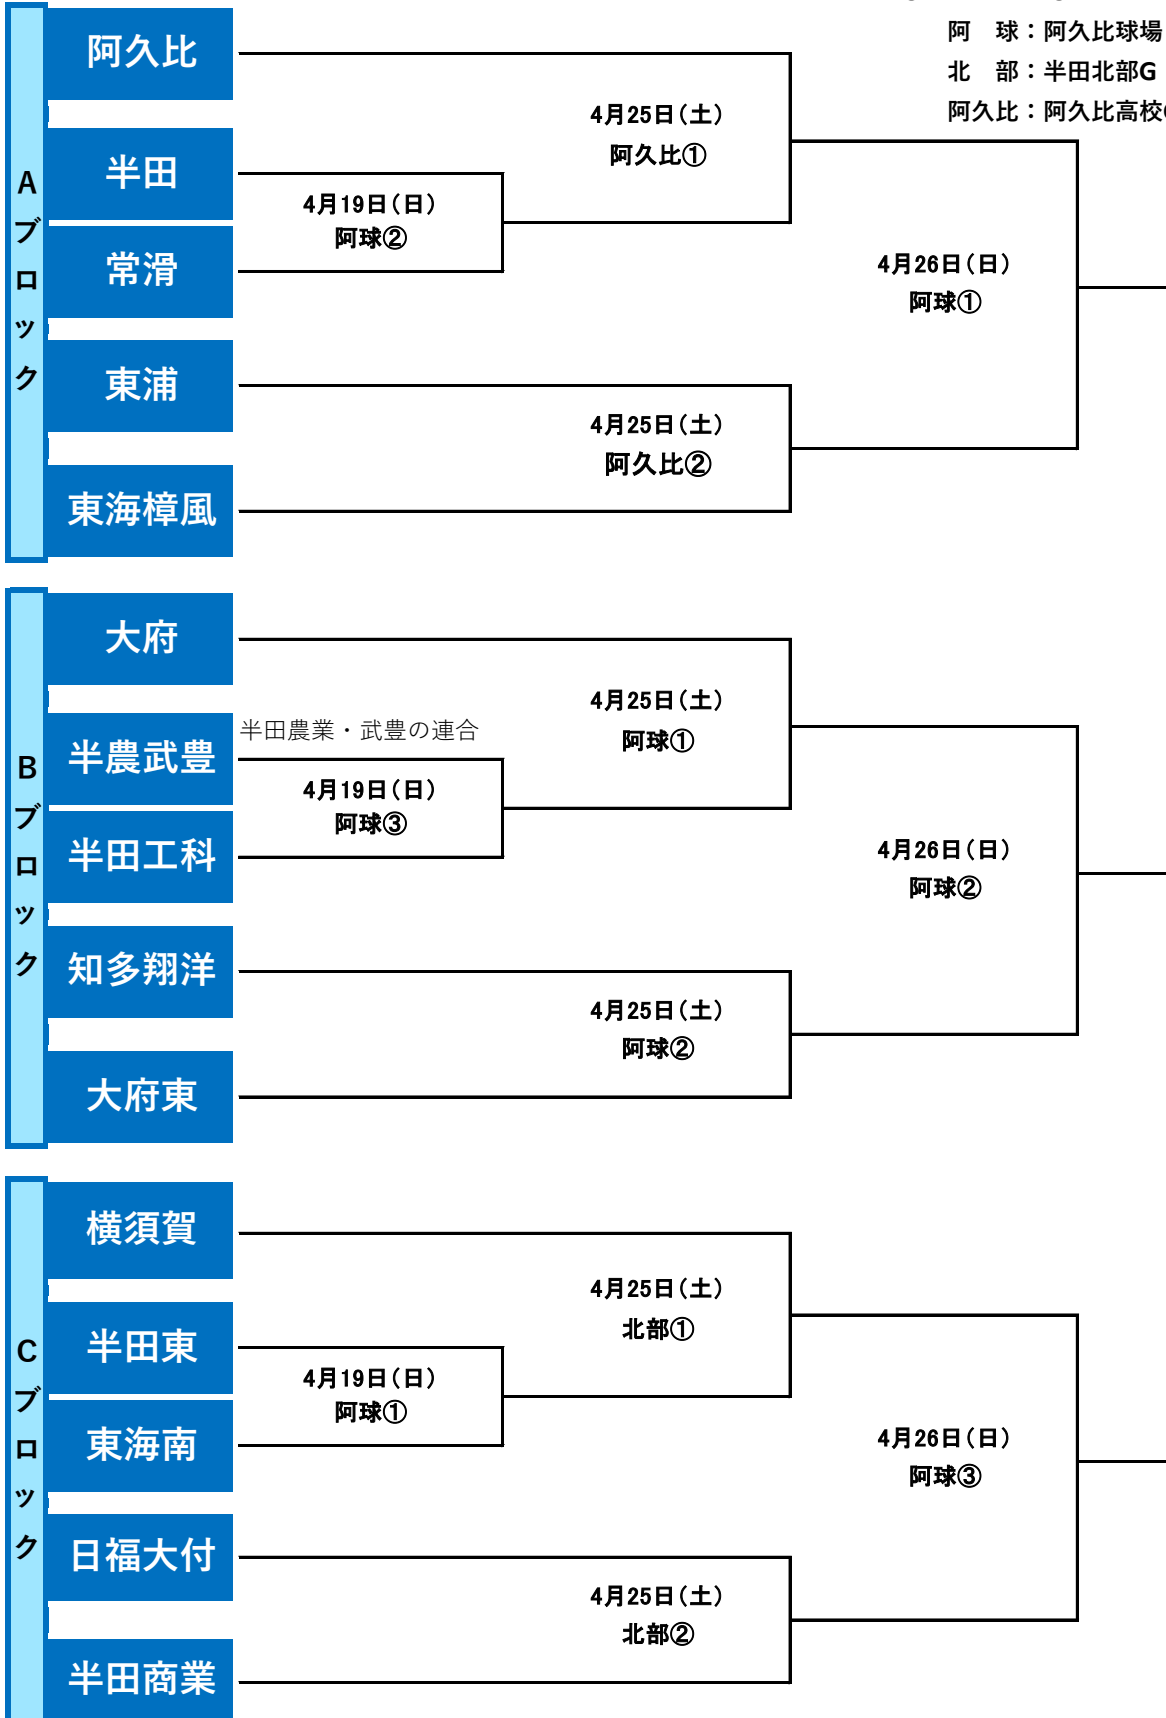 阿　球：阿久比球場
北　部：半田北部G
阿久比：阿久比高校
Aブロック
阿久比
4月25日(土)
阿久比①
半田
4月19日(日)
阿球②
常滑
4月26日(日)
阿球①
東浦
4月25日(土)
阿久比②
東海樟風
Bブロック
大府
4月25日(土)
阿球①
半田農業・武豊の連合
半農武豊
4月19日(日)
阿球③
半田工科
4月26日(日)
阿球②
知多翔洋
4月25日(土)
阿球②
大府東
Cブロック
横須賀
4月25日(土)
北部①
半田東
4月19日(日)
阿球①
東海南
4月26日(日)
阿球③
日福大付
4月25日(土)
北部②
半田商業